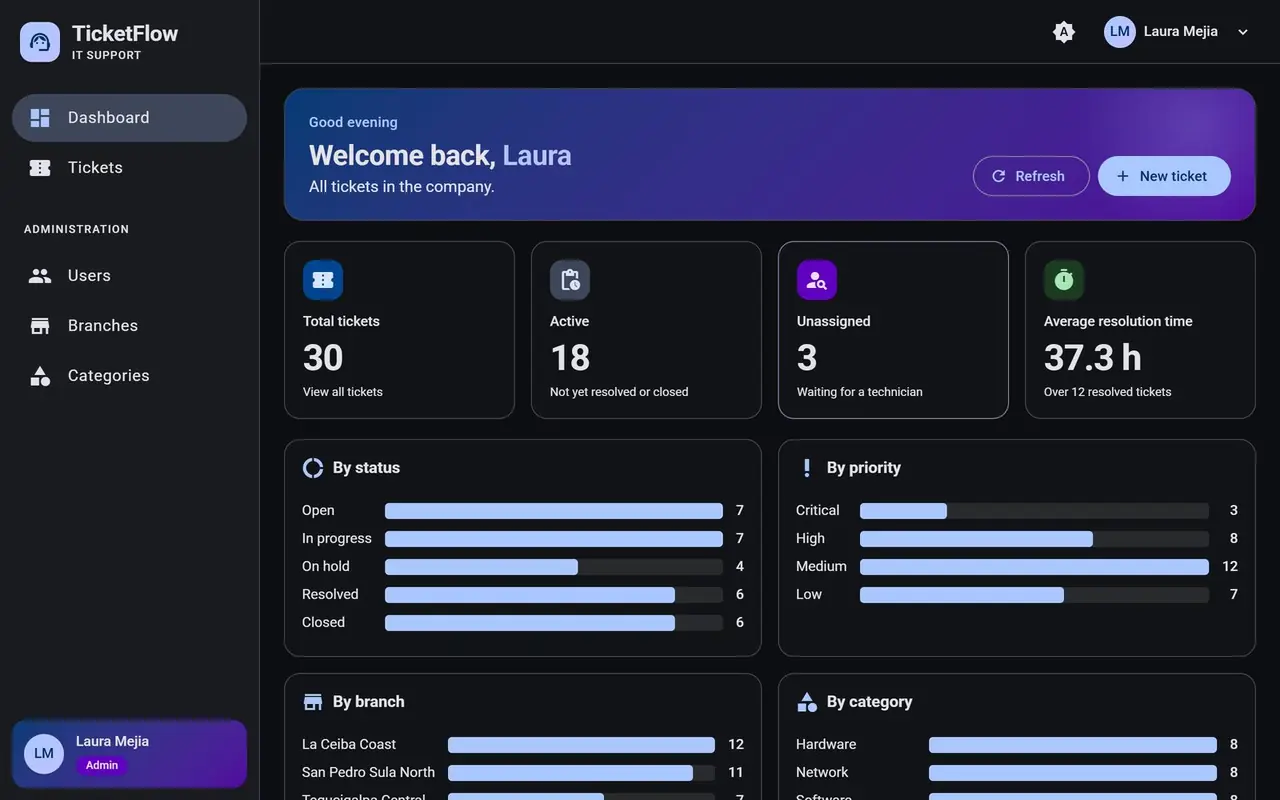 TicketFlow
IT SUPPORT
Dashboard
Tickets
ADMINISTRATION
Users
Branches
Categories
LM
Laura Mejia
Admin
A
LM Laura Mejia
Good evening
Welcome back, Laura
All tickets in the company.
Refresh
New ticket
Total tickets
30
View all tickets
Active
18
Not yet resolved or closed
Unassigned
3
Waiting for a technician
Average resolution time
37.3 h
Over 12 resolved tickets
By status
Open 7
In progress 7
On hold 4
Resolved 6
Closed 6
By priority
Critical 3
High 8
Medium 12
Low 7
By branch
La Ceiba Coast 12
San Pedro Sula North 11
Tegucigalpa Central 7
By category
Hardware 8
Network 8
Software 8